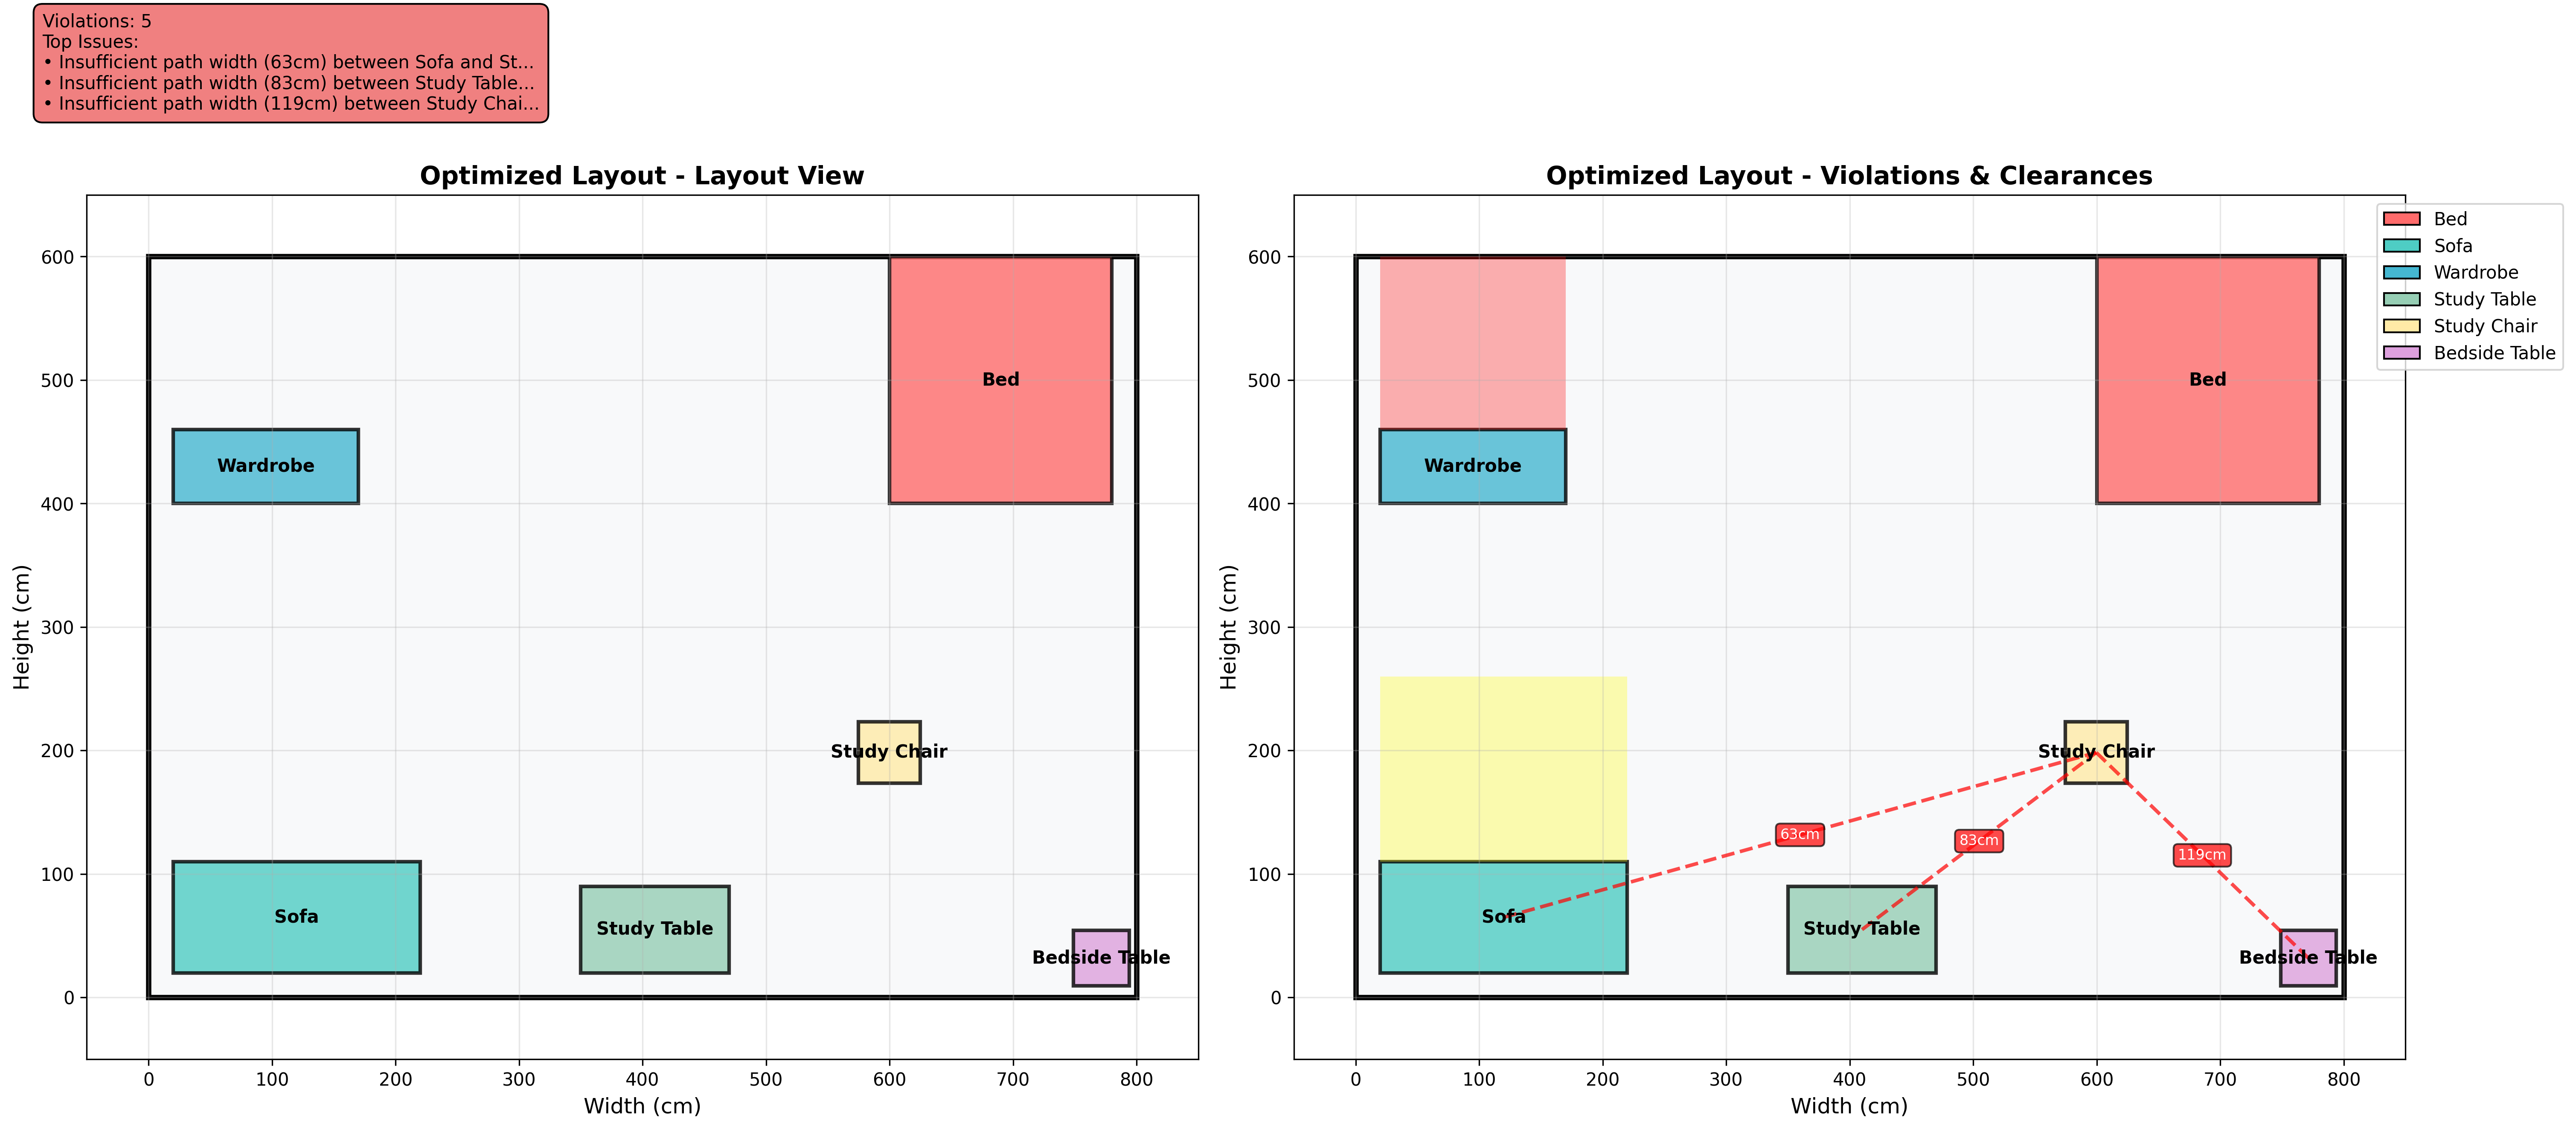 Violations: 5
Top Issues:
• Insufficient path width (63cm) between Sofa and St...
• Insufficient path width (83cm) between Study Table...
• Insufficient path width (119cm) between Study Chai...
Optimized Layout - Layout View
Height (cm)
600
500
400
300
200
100
0
Bed
Wardrobe
Study Chair
Sofa
Study Table
Bedside Table
0 100 200 300 400 500 600 700 800
Width (cm)
Optimized Layout - Violations & Clearances
Height (cm)
600
500
400
300
200
100
0
Bed
Wardrobe
Study Chair
63cm
83cm
119cm
Sofa
Study Table
Bedside Table
0 100 200 300 400 500 600 700 800
Width (cm)
Bed
Sofa
Wardrobe
Study Table
Study Chair
Bedside Table